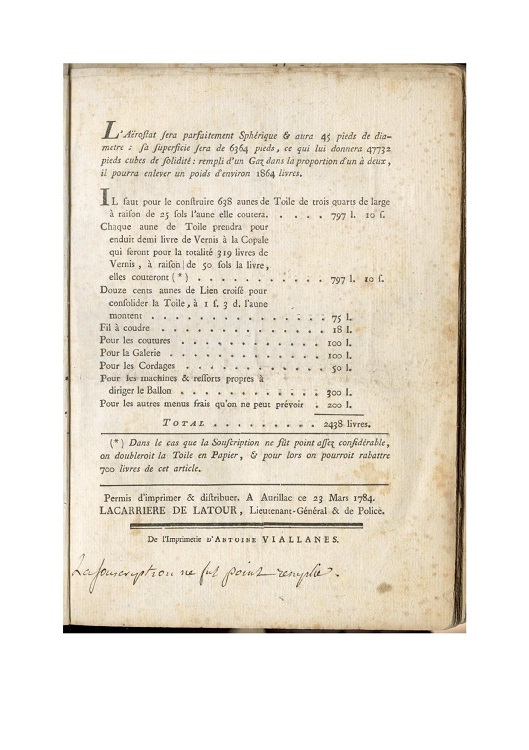 L'Aërostat sera parfaitement Sphérique & aura 45 pieds de dia-
metre : sa superficie sera de 6364 pieds, ce qui lui donnera 47732
pieds cubes de solidité : rempli d'un Gaz dans la proportion d'un à deux,
il pourra enlever un poids d'environ 1864 livres.
IL faut pour le construire 638 aunes de Toile de trois quarts de large
à raison de 25 sols l'aune elle coutera. . . . . 797 l. 10 s.
Chaque aune de Toile prendra pour
enduit demi livre de Vernis à la Copale
qui feront pour la totalité 319 livres de
Vernis, à raison de 50 sols la livre,
elles couteront (*) . . . . . . . . . . 797 l. 10 s.
Douze cents aunes de Lien croisé pour
consolider la Toile, à 1 s. 3 d. l'aune
montent . . . . . . . . . . . . . 75 l.
Fil à coudre . . . . . . . . . . . . . 18 l.
Pour les coutures . . . . . . . . . . . 100 l.
Pour la Galerie . . . . . . . . . . . . 100 l.
Pour les Cordages . . . . . . . . . . . 50 l.
Pour les machines & ressorts propres à
diriger le Ballon . . . . . . . . . . . 300 l.
Pour les autres menus frais qu'on ne peut prévoir . 200 l.
TOTAL . . . . . . . . . 2438 livres.
(*) Dans le cas que la Souscription ne fût point assez considérable,
on doubleroit la Toile en Papier, & pour lors on pourroit rabattre
700 livres de cet article.
Permis d'imprimer & distribuer. A Aurillac ce 23 Mars 1784.
LACARRIERE DE LATOUR, Lieutenant-Général & de Police.
De l'Imprimerie D'ANTOINE VIALLANES.
La souscription ne fut point remplie.